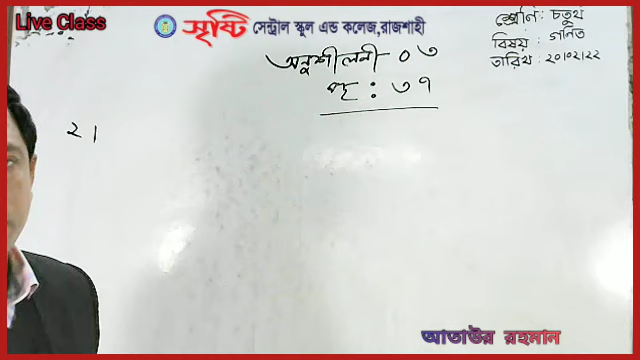 Live Class
সৃষ্টি সেন্ট্রাল স্কুল এন্ড কলেজ,রাজশাহী
শ্রেণি: চতুর্থ
বিষয়: গণিত
তারিখ: ২০।০২।২২
অনুশীলনী ০৩
পৃ: ৩৭
২।
আতাউর রহমান